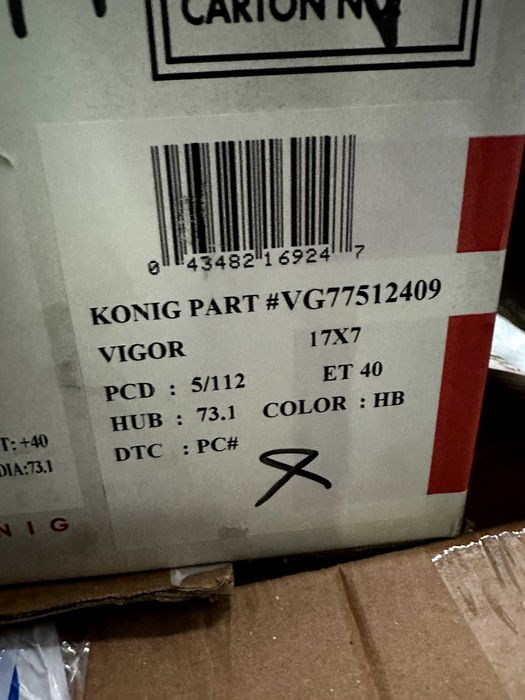 CARTON NO
0 43482 16924 7
KONIG PART #VG77512409
VIGOR 17X7
PCD : 5/112 ET 40
HUB : 73.1 COLOR : HB
DTC : PC#
T: +40
DIA:73.1
NIG